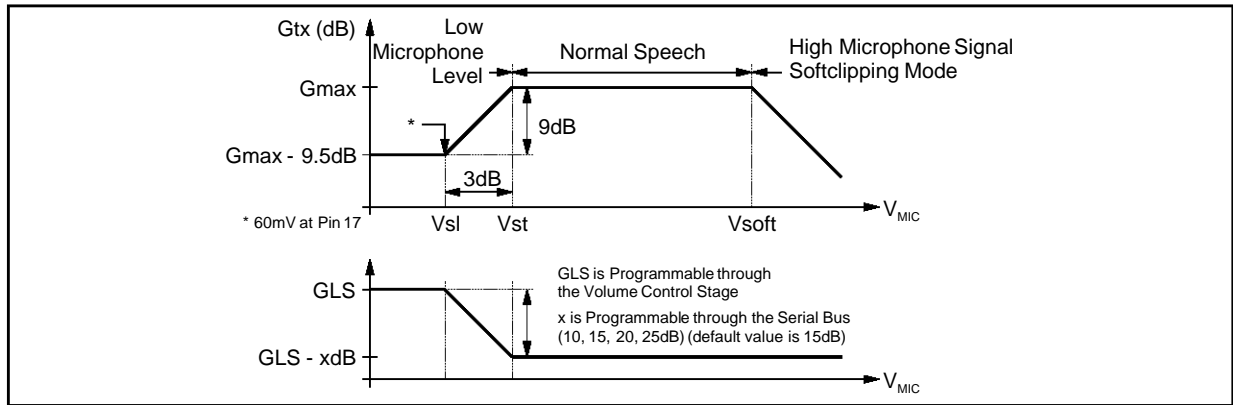 Gtx (dB)
Low
Microphone
Level
Normal Speech
High Microphone Signal
Softclipping Mode
Gmax
*
9dB
Gmax - 9.5dB
3dB
* 60mV at Pin 17
Vsl
Vst
Vsoft
VMIC
GLS
GLS is Programmable through
the Volume Control Stage
x is Programmable through the Serial Bus
(10, 15, 20, 25dB) (default value is 15dB)
GLS - xdB
VMIC